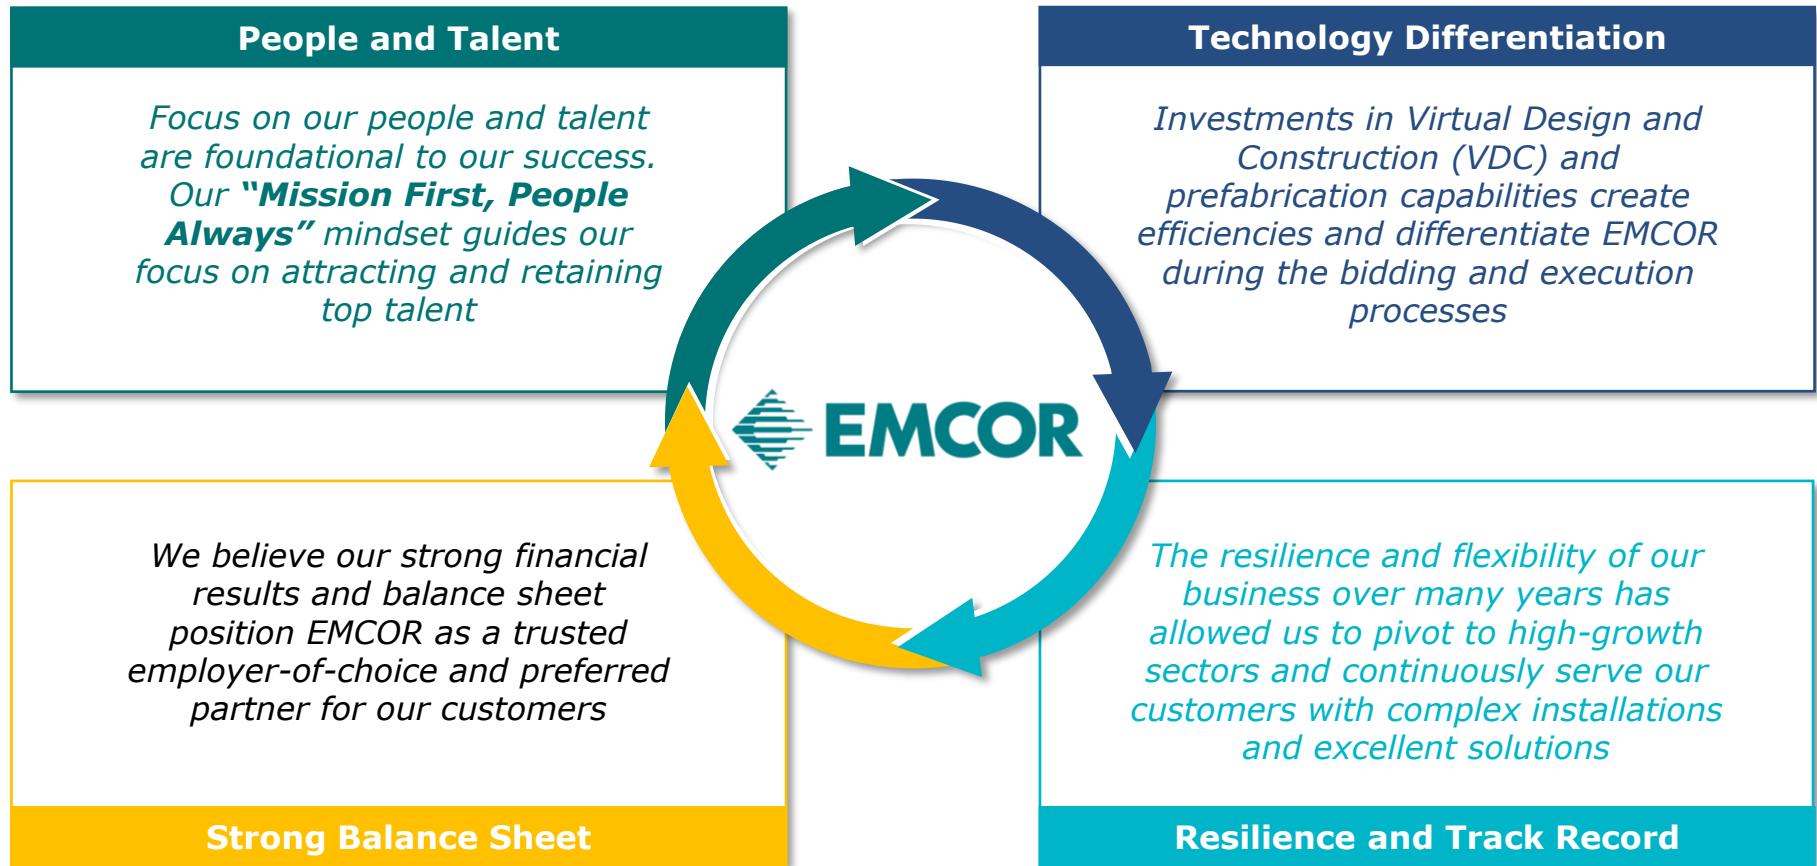 People and Talent
Focus on our people and talent
are foundational to our success.
Our “Mission First, People
Always” mindset guides our
focus on attracting and retaining
top talent
Technology Differentiation
Investments in Virtual Design and
Construction (VDC) and
prefabrication capabilities create
efficiencies and differentiate EMCOR
during the bidding and execution
processes
EMCOR
We believe our strong financial
results and balance sheet
position EMCOR as a trusted
employer-of-choice and preferred
partner for our customers
Strong Balance Sheet
The resilience and flexibility of our
business over many years has
allowed us to pivot to high-growth
sectors and continuously serve our
customers with complex installations
and excellent solutions
Resilience and Track Record